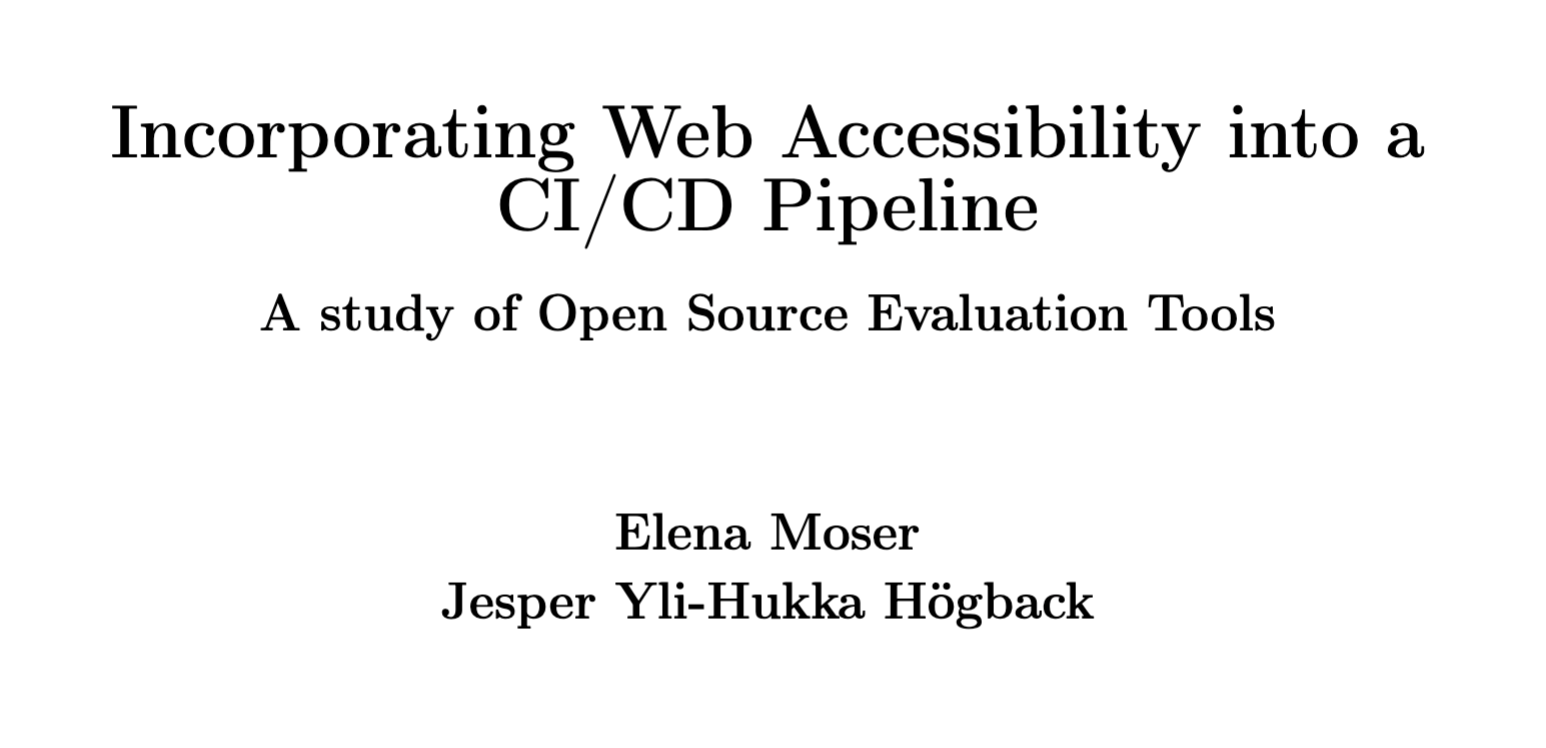 Incorporating Web Accessibility into a
CI/CD Pipeline
A study of Open Source Evaluation Tools
Elena Moser
Jesper Yli-Hukka Högback